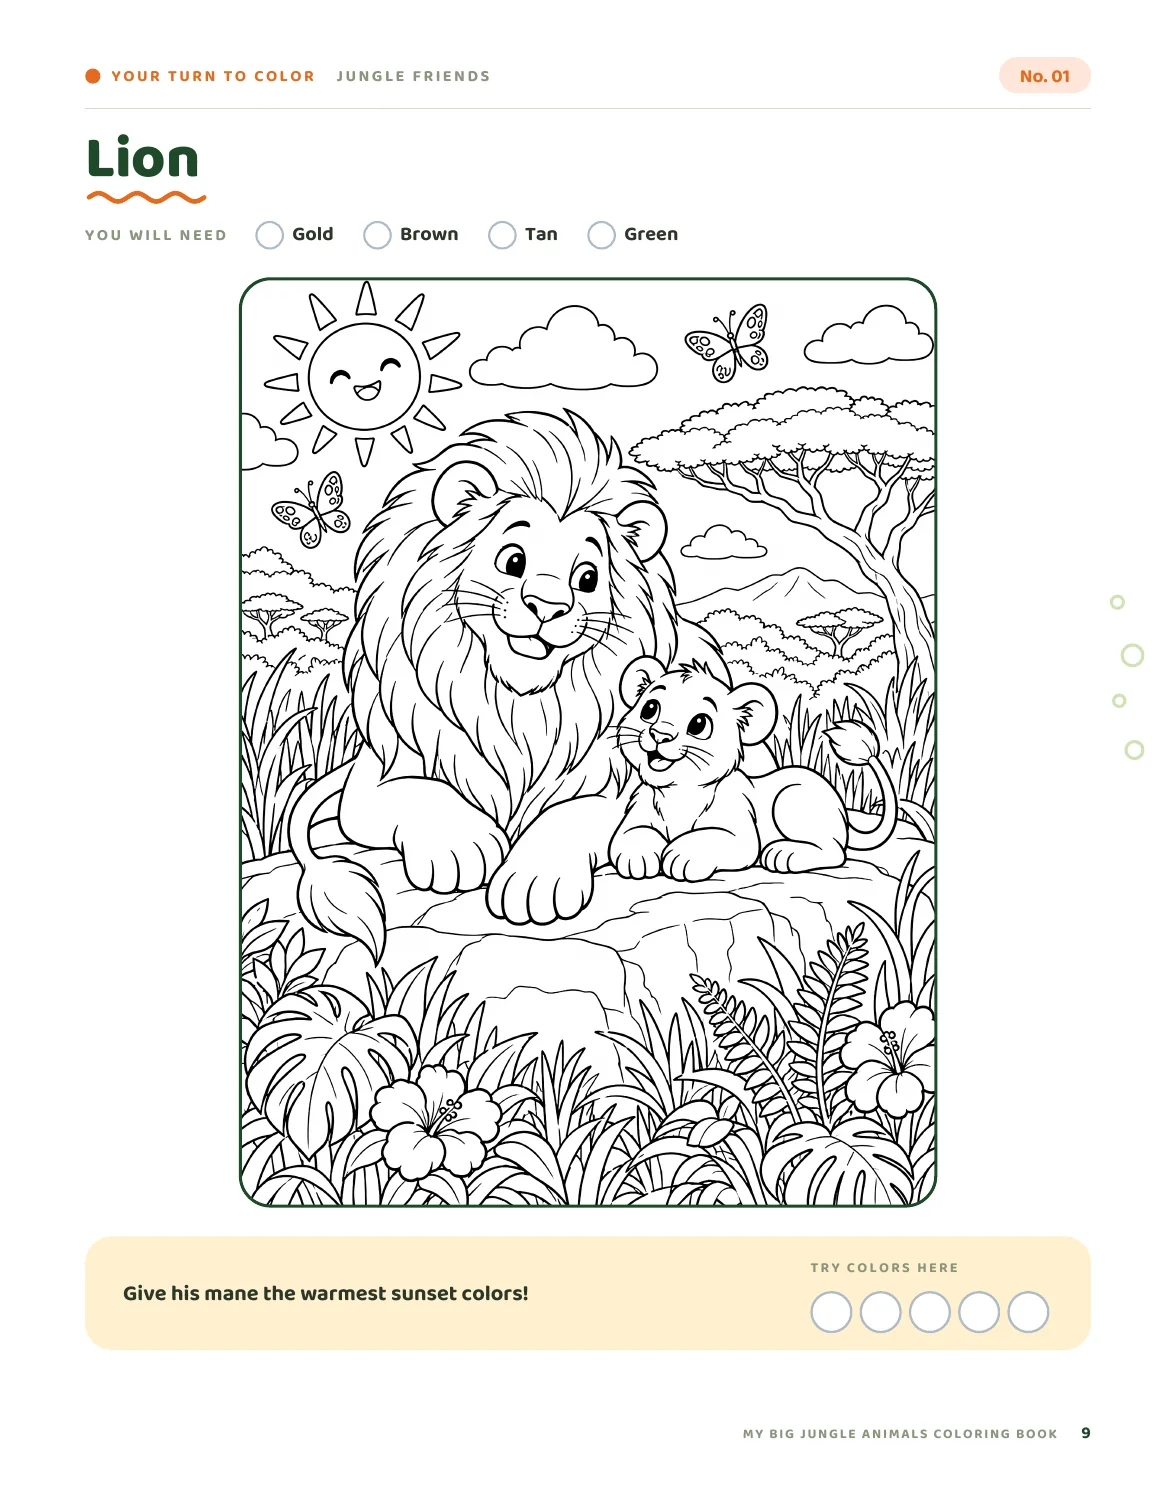 YOUR TURN TO COLOR JUNGLE FRIENDS No. 01
Lion
YOU WILL NEED Gold Brown Tan Green
Give his mane the warmest sunset colors!
TRY COLORS HERE
MY BIG JUNGLE ANIMALS COLORING BOOK 9